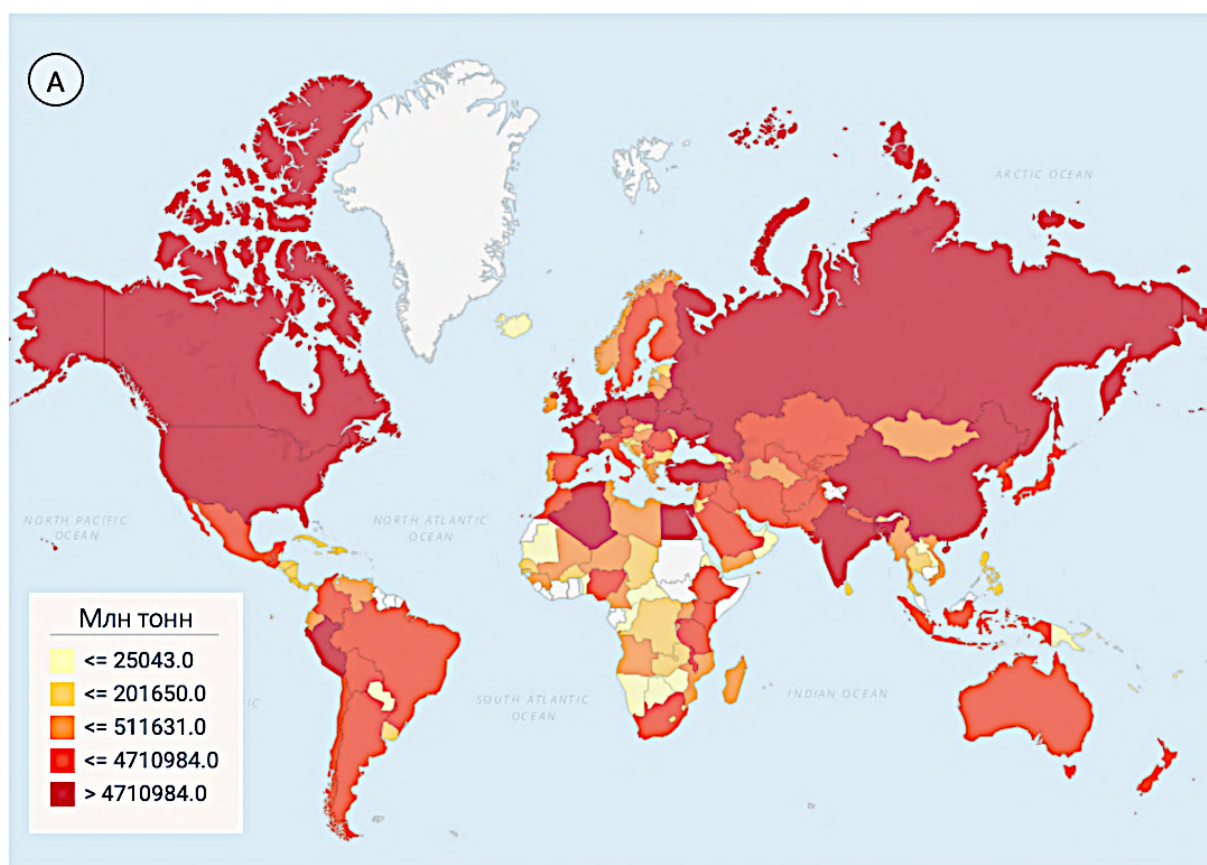 A
ARCTIC OCEAN
NORTH PACIFIC
OCEAN
NORTH ATLANTIC
OCEAN
SOUTH ATLANTIC
OCEAN
INDIAN OCEAN
Млн тонн
<= 25043.0
<= 201650.0
<= 511631.0
<= 4710984.0
> 4710984.0